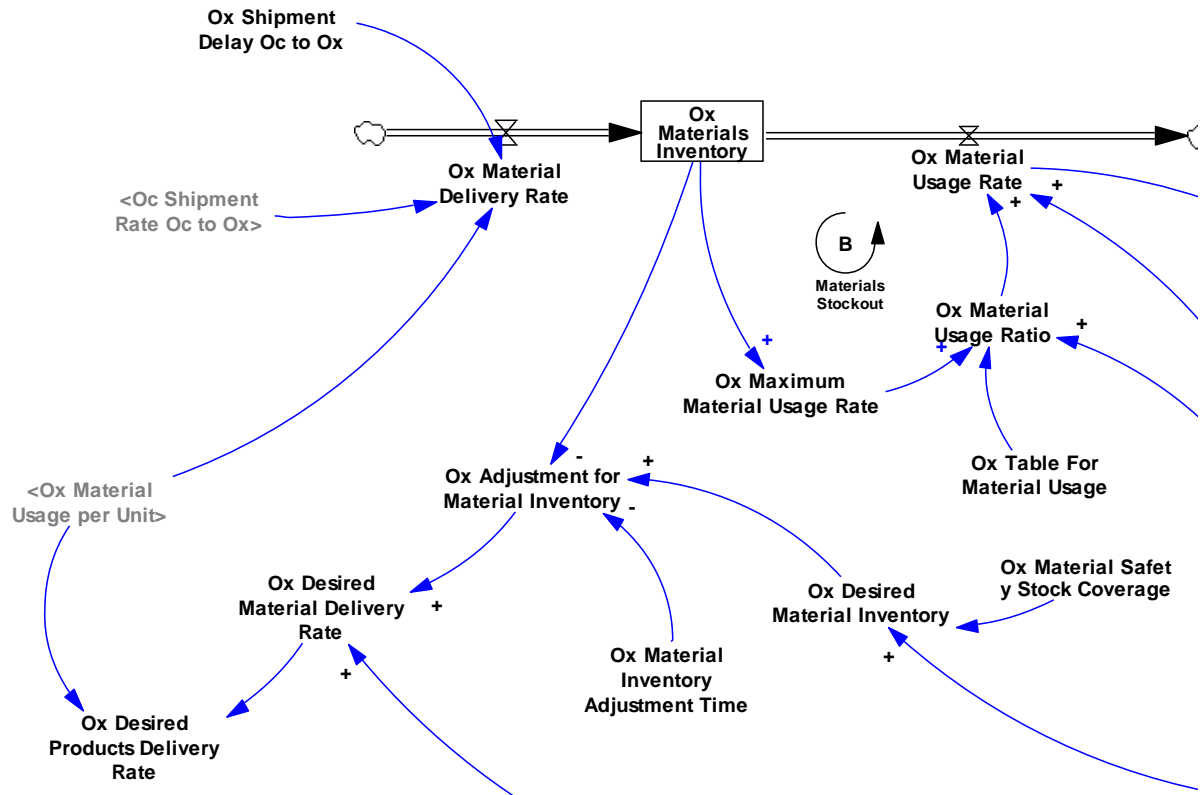 Ox Shipment
Delay Oc to Ox
Ox
Materials
Inventory
Ox Material
Delivery Rate
Ox Material
Usage Rate
+
+
<Oc Shipment
Rate Oc to Ox>
B
Materials
Stockout
Ox Material
Usage Ratio
+
+
+
Ox Maximum
Material Usage Rate
Ox Table For
Material Usage
-
+
Ox Adjustment for
Material Inventory
-
<Ox Material
Usage per Unit>
Ox Desired
Material Delivery
Rate
+
+
Ox Desired
Material Inventory
+
Ox Material Safet
y Stock Coverage
Ox Material
Inventory
Adjustment Time
Ox Desired
Products Delivery
Rate